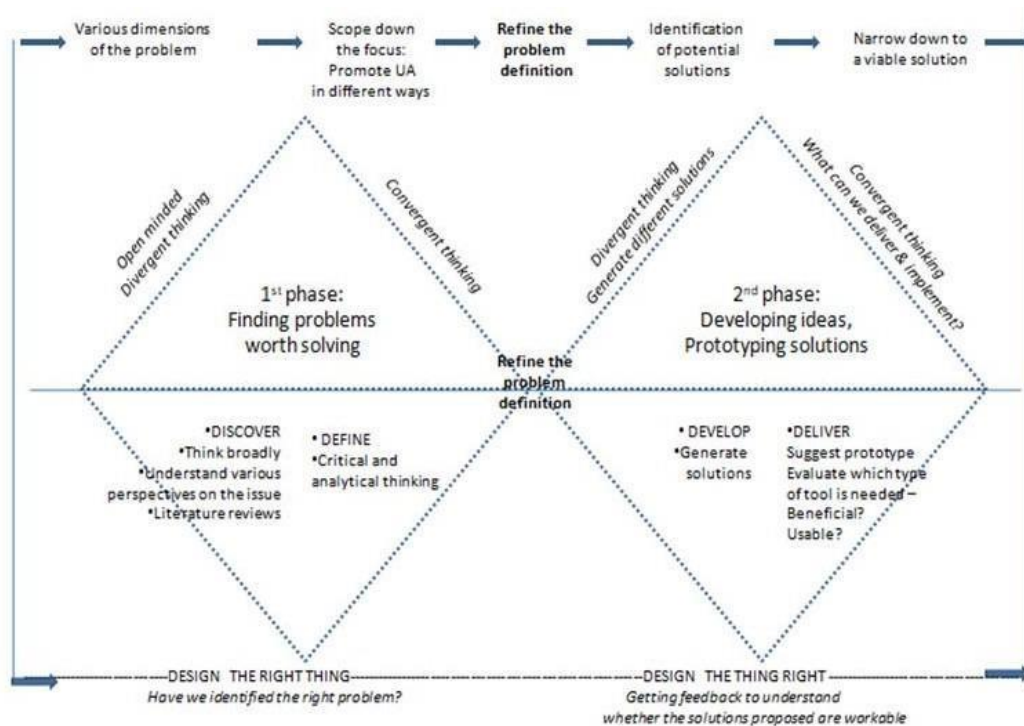 Various dimensions
of the problem
Scope down
the focus:
Promote UA
in different ways
Refine the
problem
definition
Identification
of potential
solutions
Narrow down to
a viable solution
Open minded
Divergent thinking
Convergent thinking
Divergent thinking
Generate different solutions
Convergent thinking
What can we deliver & implement?
1st phase:
Finding problems
worth solving
2nd phase:
Developing ideas,
Prototyping solutions
Refine the
problem
definition
•DISCOVER
•Think broadly
•Understand various
perspectives on the issue
•Literature reviews
• DEFINE
•Critical and
analytical thinking
• DEVELOP
•Generate
solutions
•DELIVER
Suggest prototype
Evaluate which type
of tool is needed –
Beneficial?
Usable?
DESIGN THE RIGHT THING
Have we identified the right problem?
DESIGN THE THING RIGHT
Getting feedback to understand
whether the solutions proposed are workable